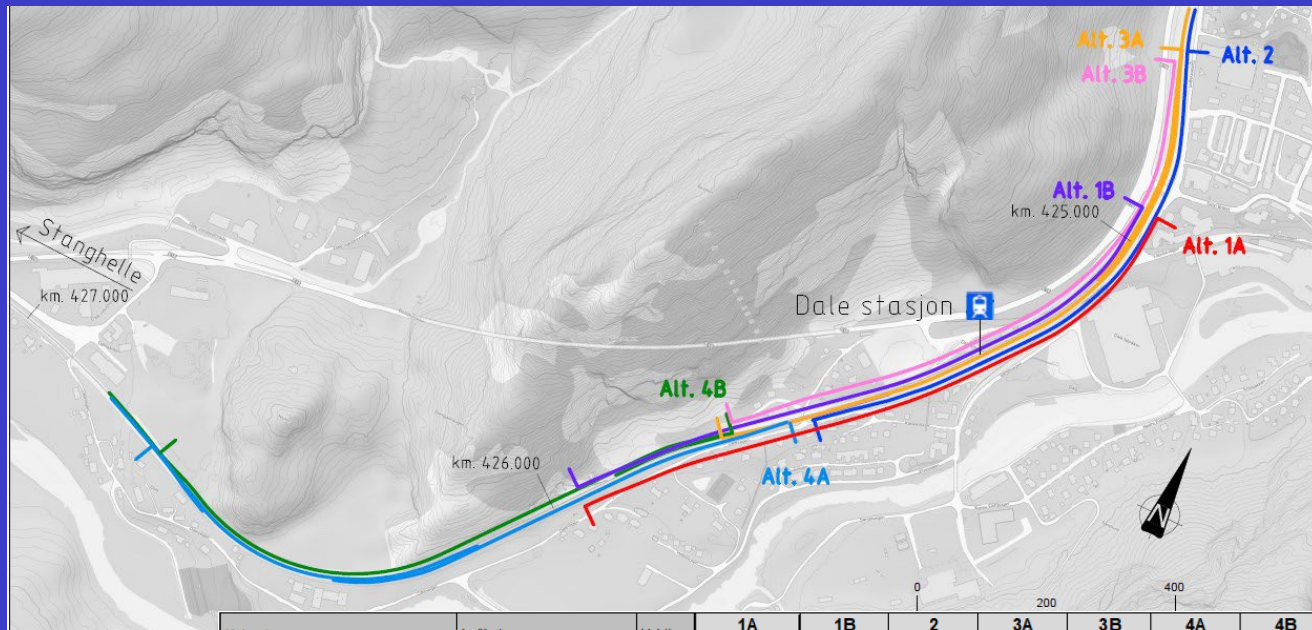 Alt. 3A
Alt. 3B
Alt. 2
Alt. 1B
km. 425.000
Alt. 1A
Stanghelle
km. 427.000
Dale stasjon
Alt. 4B
km. 426.000
Alt. 4A
N
0
200
400
1A 1B 2 3A 3B 4A 4B